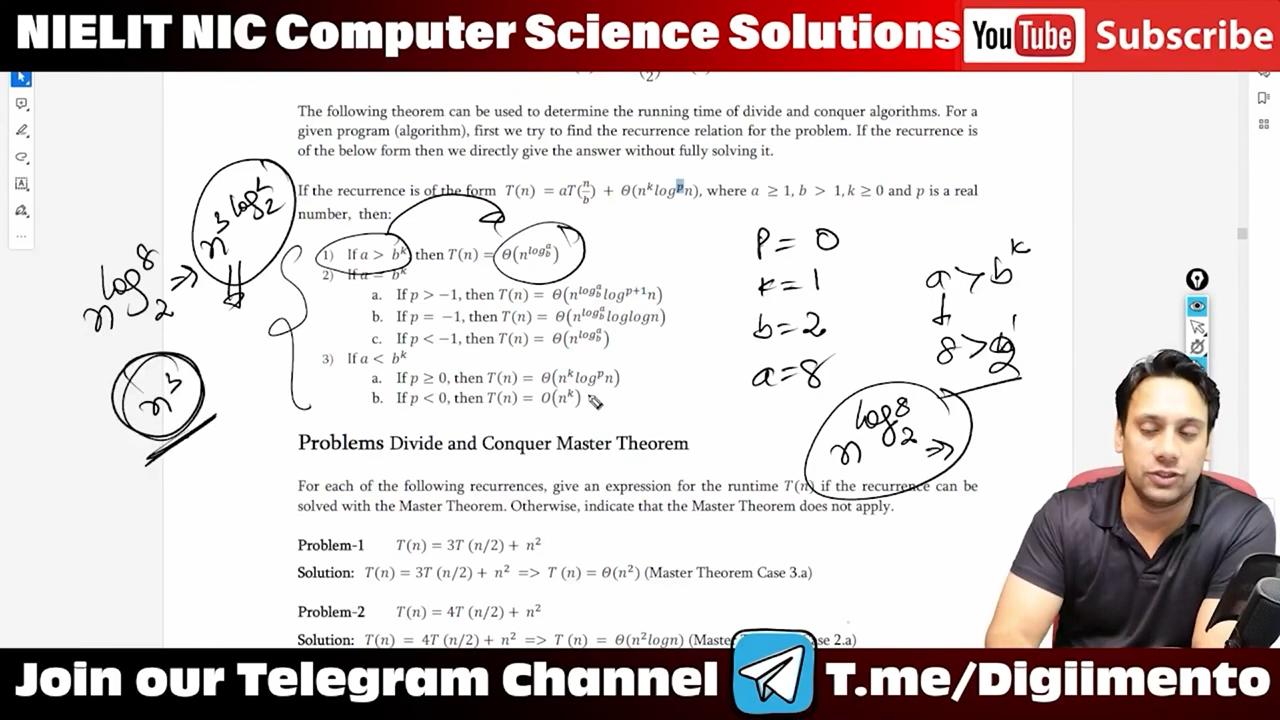 NIELIT NIC Computer Science Solutions YouTube Subscribe
(2)
The following theorem can be used to determine the running time of divide and conquer algorithms. For a
given program (algorithm), first we try to find the recurrence relation for the problem. If the recurrence is
of the below form then we directly give the answer without fully solving it.
If the recurrence is of the form T(n) = aT(n/b) + Θ(n^k log^p n), where a ≥ 1, b > 1, k ≥ 0 and p is a real
number, then:
1) If a > b^k, then T(n) = Θ(n^{log_b^a})
2) If a = b^k
a. If p > −1, then T(n) = Θ(n^{log_b^a} log^{p+1} n)
b. If p = −1, then T(n) = Θ(n^{log_b^a} loglogn)
c. If p < −1, then T(n) = Θ(n^{log_b^a})
3) If a < b^k
a. If p ≥ 0, then T(n) = Θ(n^k log^p n)
b. If p < 0, then T(n) = O(n^k)
n^{log_2^8} ⇒
n^3
P = 0
k = 1
b = 2
a = 8
a > b^k
n^{log_2^8} ⇒
Problems Divide and Conquer Master Theorem
For each of the following recurrences, give an expression for the runtime T(n) if the recurrence can be
solved with the Master Theorem. Otherwise, indicate that the Master Theorem does not apply.
Problem-1 T(n) = 3T (n/2) + n²
Solution: T(n) = 3T (n/2) + n² => T (n) = Θ(n²) (Master Theorem Case 3.a)
Problem-2 T(n) = 4T (n/2) + n²
Solution: T(n) = 4T (n/2) + n² => T (n) = Θ(n²logn) (Maste se 2.a)
Join our Telegram Channel T.me/Digiimento